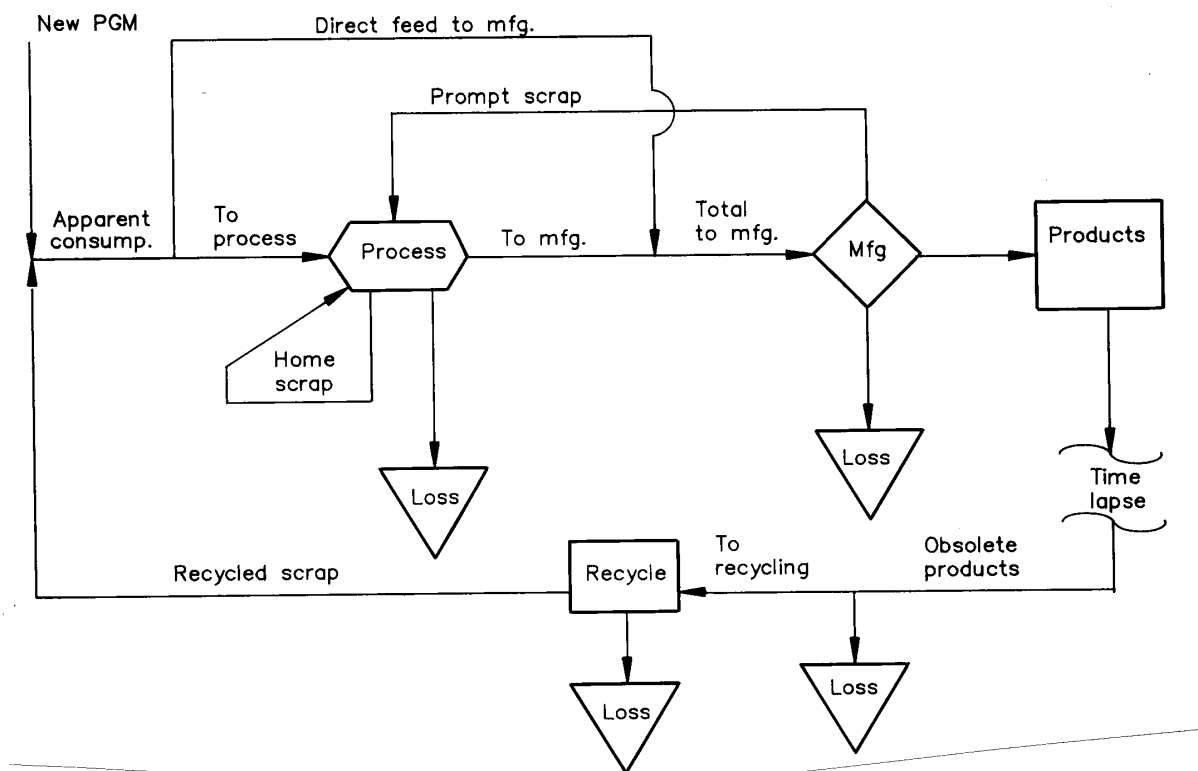 New PGM
Direct feed to mfg.
Prompt scrap
Apparent
consump.
To
process
Process
To mfg.
Total
to mfg.
Mfg
Products
Home
scrap
Loss
Loss
Time
lapse
Recycled scrap
Recycle
To
recycling
Obsolete
products
Loss
Loss